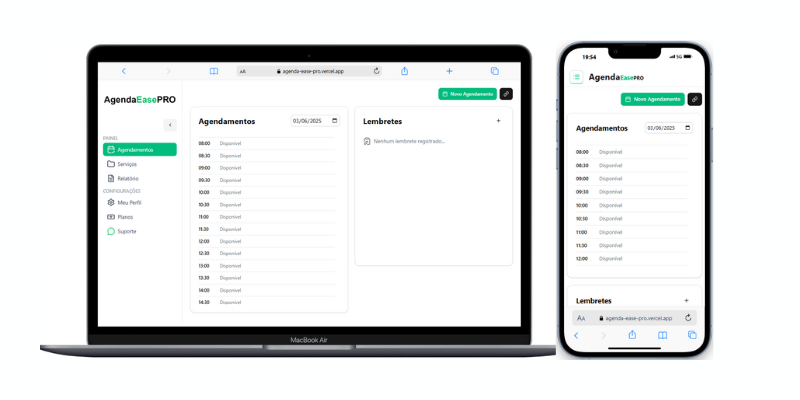 AA agenda-ease-pro.vercel.app
AgendaEasePRO
Novo Agendamento
PAINEL
Agendamentos
Serviços
Relatório
CONFIGURAÇÕES
Meu Perfil
Planos
Suporte
Agendamentos 03/06/2025
08:00 Disponível
08:30 Disponível
09:00 Disponível
09:30 Disponível
10:00 Disponível
10:30 Disponível
11:00 Disponível
11:30 Disponível
12:00 Disponível
12:30 Disponível
13:00 Disponível
13:30 Disponível
14:00 Disponível
14:30 Disponível
Lembretes +
Nenhum lembrete registrado...
MacBook Air
19:54 5G
AgendaEasePRO
Novo Agendamento
Agendamentos 03/06/2025
08:00 Disponível
08:30 Disponível
09:00 Disponível
09:30 Disponível
10:00 Disponível
10:30 Disponível
11:00 Disponível
11:30 Disponível
12:00 Disponível
Lembretes +
AA agenda-ease-pro.vercel.app